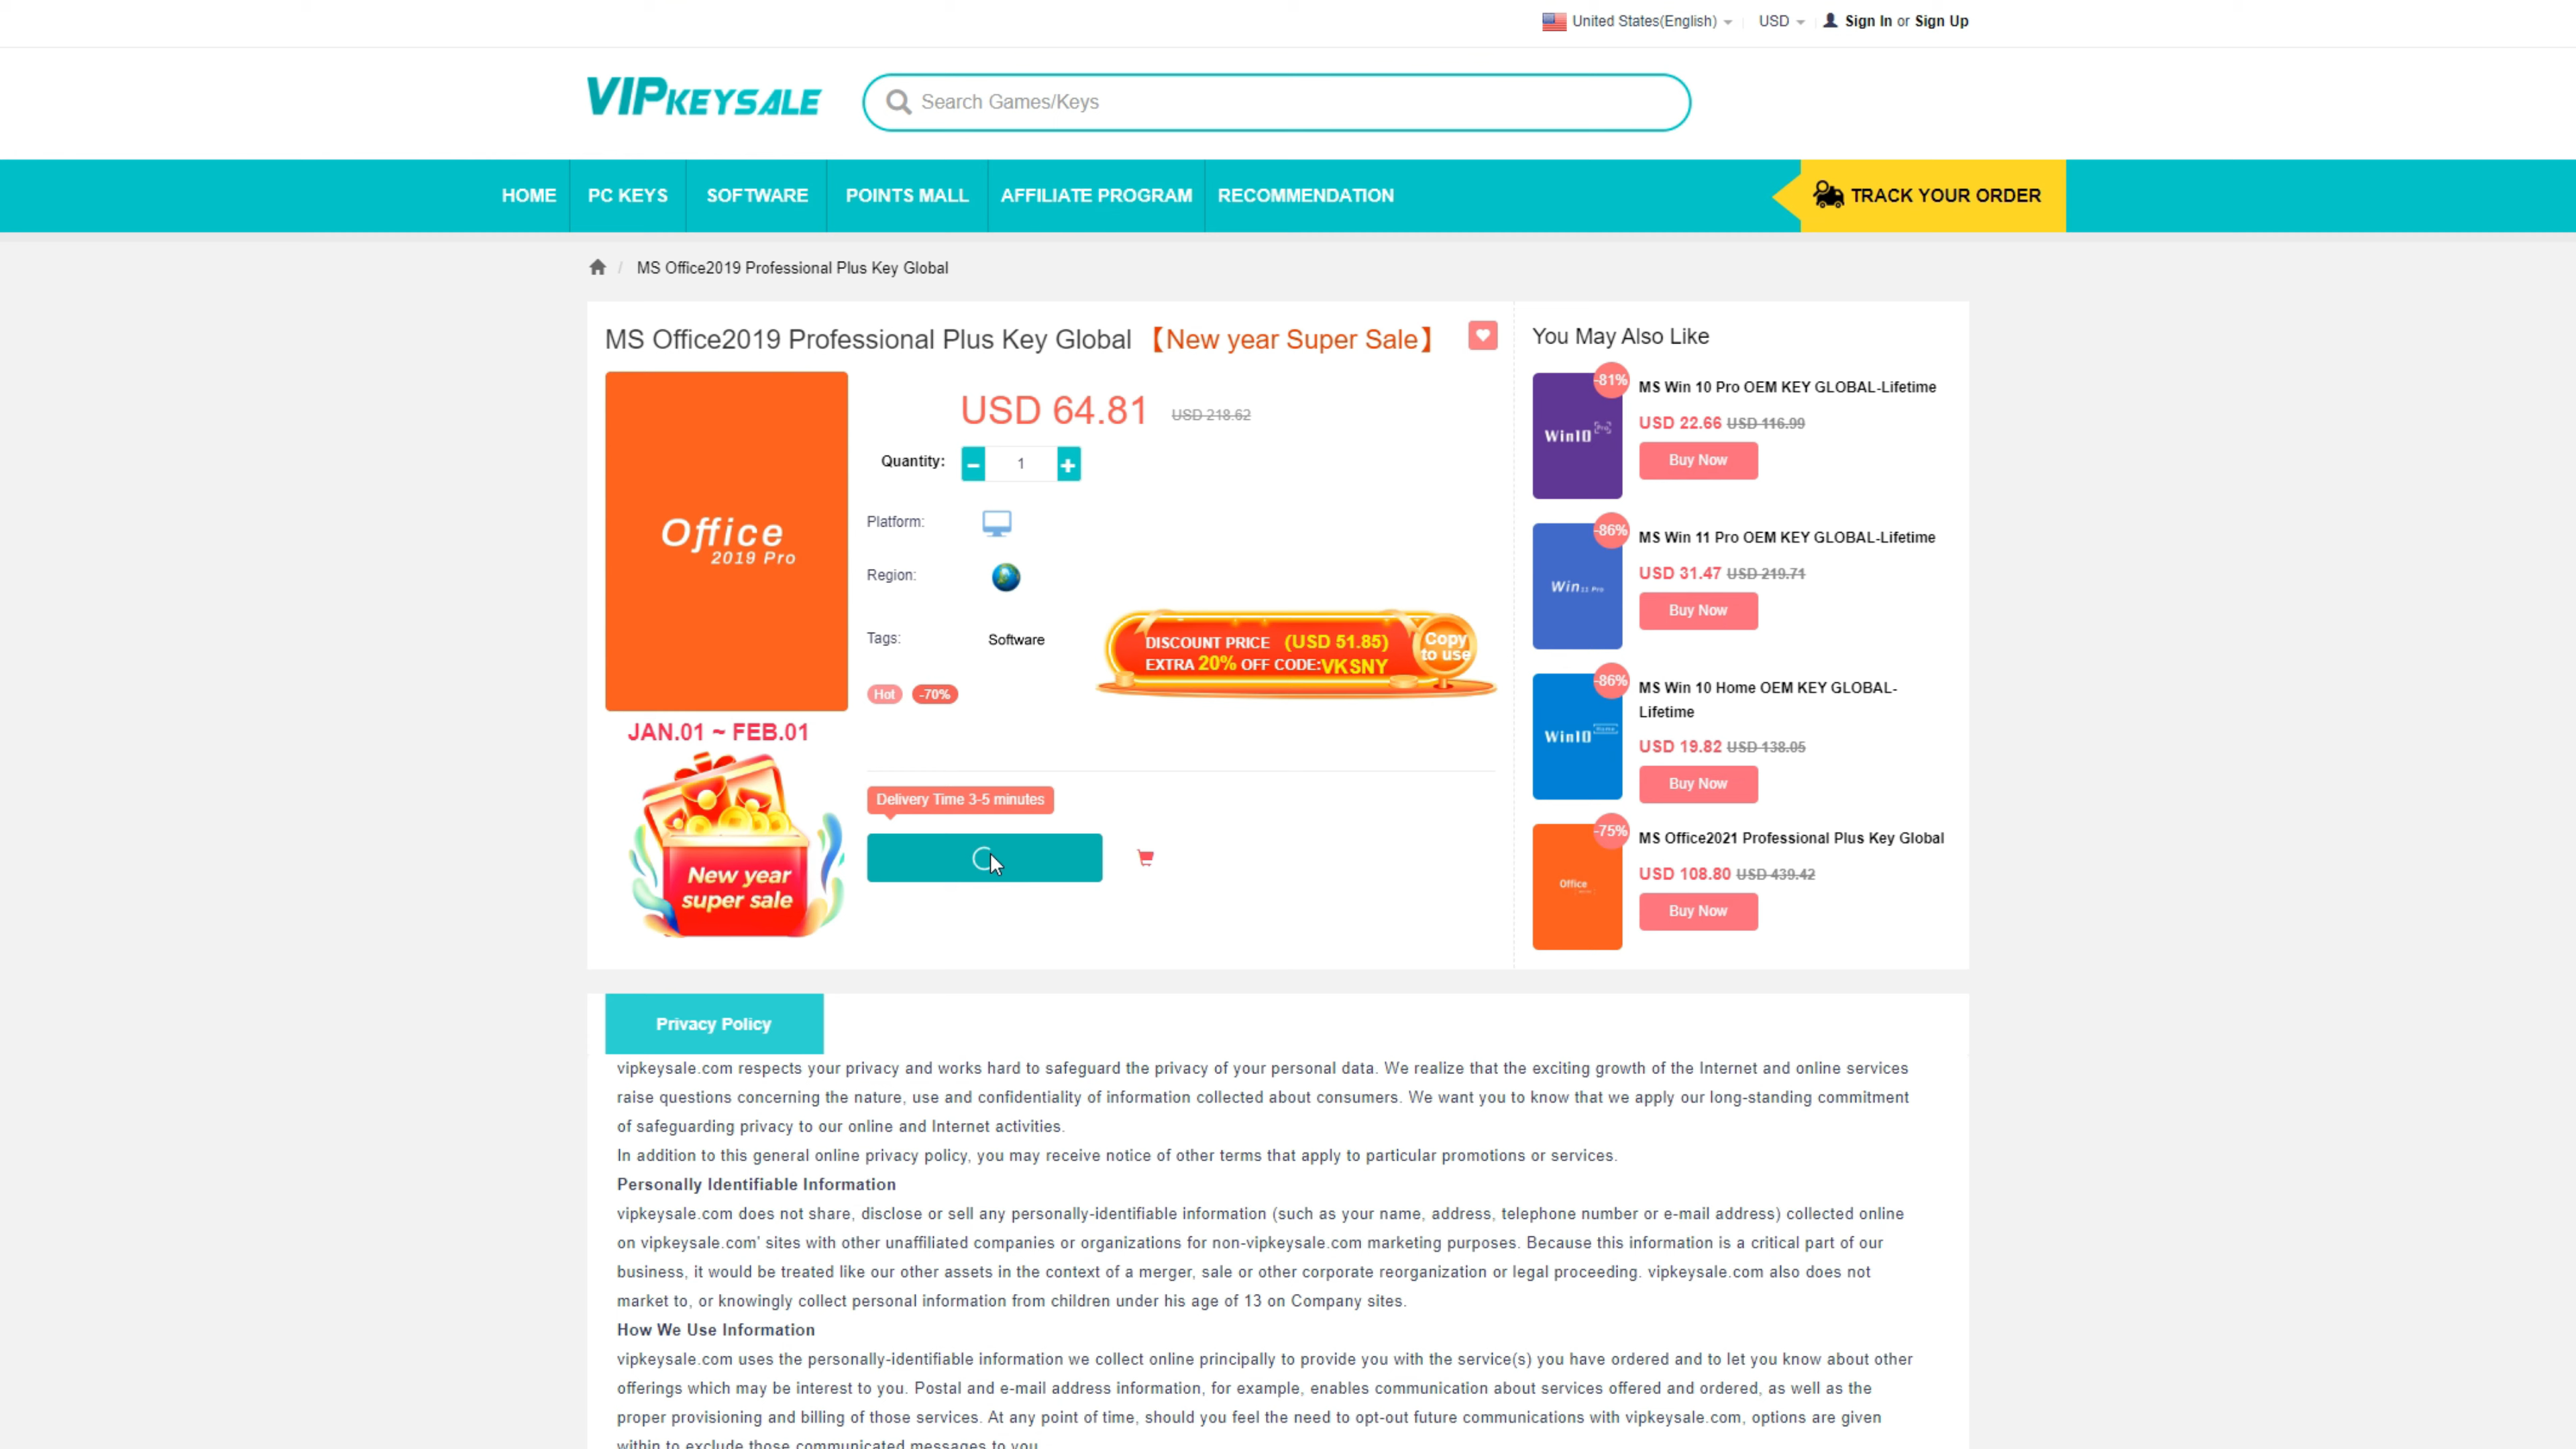 United States(English) USD Sign In or Sign Up
VIPKEYSALE
Search Games/Keys
HOME PC KEYS SOFTWARE POINTS MALL AFFILIATE PROGRAM RECOMMENDATION
TRACK YOUR ORDER
/ MS Office2019 Professional Plus Key Global
MS Office2019 Professional Plus Key Global 【New year Super Sale】
Office
2019 Pro
JAN.01 ~ FEB.01
New year
super sale
USD 64.81 USD 218.62
Quantity: − 1 +
Platform:
Region:
Tags: Software
Hot -70%
DISCOUNT PRICE (USD 51.85)
EXTRA 20% OFF CODE:VKSNY
Copy
to use
Delivery Time 3-5 minutes
You May Also Like
-81%
Win10 Pro
MS Win 10 Pro OEM KEY GLOBAL-Lifetime
USD 22.66 USD 116.99
Buy Now
-86%
Win 11 Pro
MS Win 11 Pro OEM KEY GLOBAL-Lifetime
USD 31.47 USD 219.71
Buy Now
-86%
Win10 Home
MS Win 10 Home OEM KEY GLOBAL-
Lifetime
USD 19.82 USD 138.05
Buy Now
-75%
Office
MS Office2021 Professional Plus Key Global
USD 108.80 USD 439.42
Buy Now
Privacy Policy
vipkeysale.com respects your privacy and works hard to safeguard the privacy of your personal data. We realize that the exciting growth of the Internet and online services
raise questions concerning the nature, use and confidentiality of information collected about consumers. We want you to know that we apply our long-standing commitment
of safeguarding privacy to our online and Internet activities.
In addition to this general online privacy policy, you may receive notice of other terms that apply to particular promotions or services.
Personally Identifiable Information
vipkeysale.com does not share, disclose or sell any personally-identifiable information (such as your name, address, telephone number or e-mail address) collected online
on vipkeysale.com' sites with other unaffiliated companies or organizations for non-vipkeysale.com marketing purposes. Because this information is a critical part of our
business, it would be treated like our other assets in the context of a merger, sale or other corporate reorganization or legal proceeding. vipkeysale.com also does not
market to, or knowingly collect personal information from children under his age of 13 on Company sites.
How We Use Information
vipkeysale.com uses the personally-identifiable information we collect online principally to provide you with the service(s) you have ordered and to let you know about other
offerings which may be interest to you. Postal and e-mail address information, for example, enables communication about services offered and ordered, as well as the
proper provisioning and billing of those services. At any point of time, should you feel the need to opt-out future communications with vipkeysale.com, options are given
within to exclude those communicated messages to you